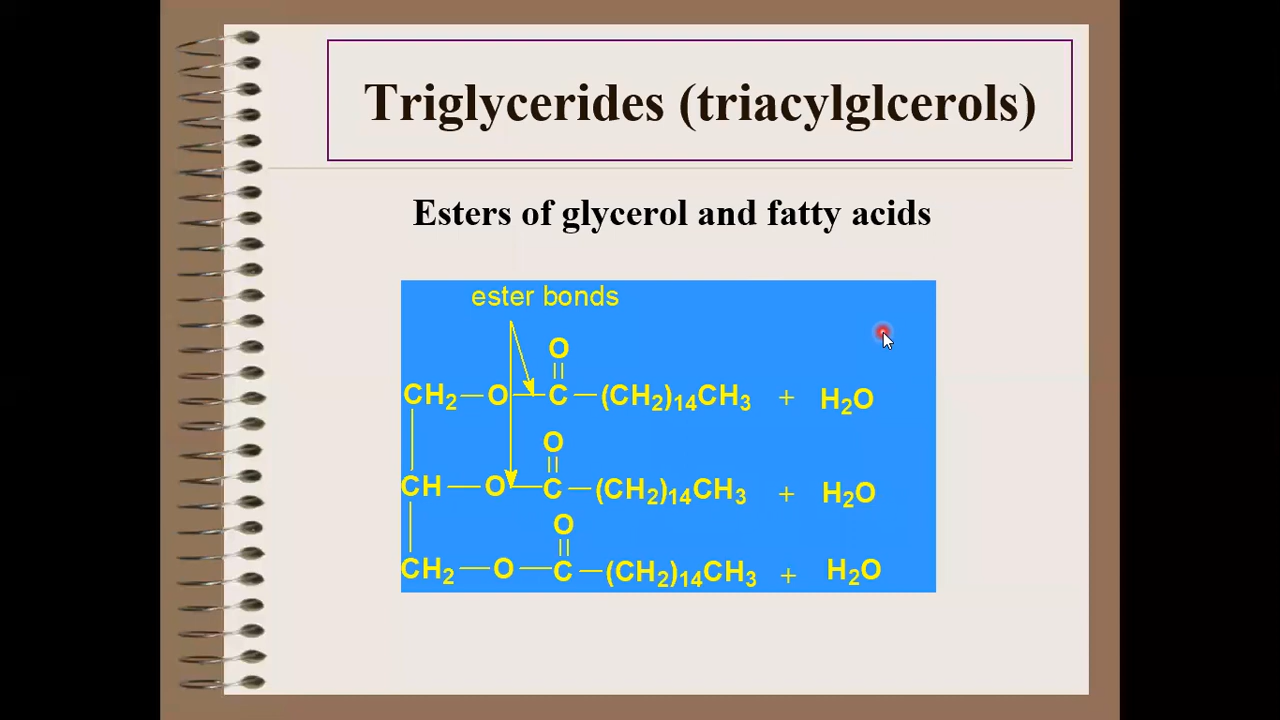 Triglycerides (triacylglcerols)
Esters of glycerol and fatty acids
ester bonds
O
CH₂—O—C—(CH₂)₁₄CH₃ + H₂O
O
CH—O—C—(CH₂)₁₄CH₃ + H₂O
O
CH₂—O—C—(CH₂)₁₄CH₃ + H₂O